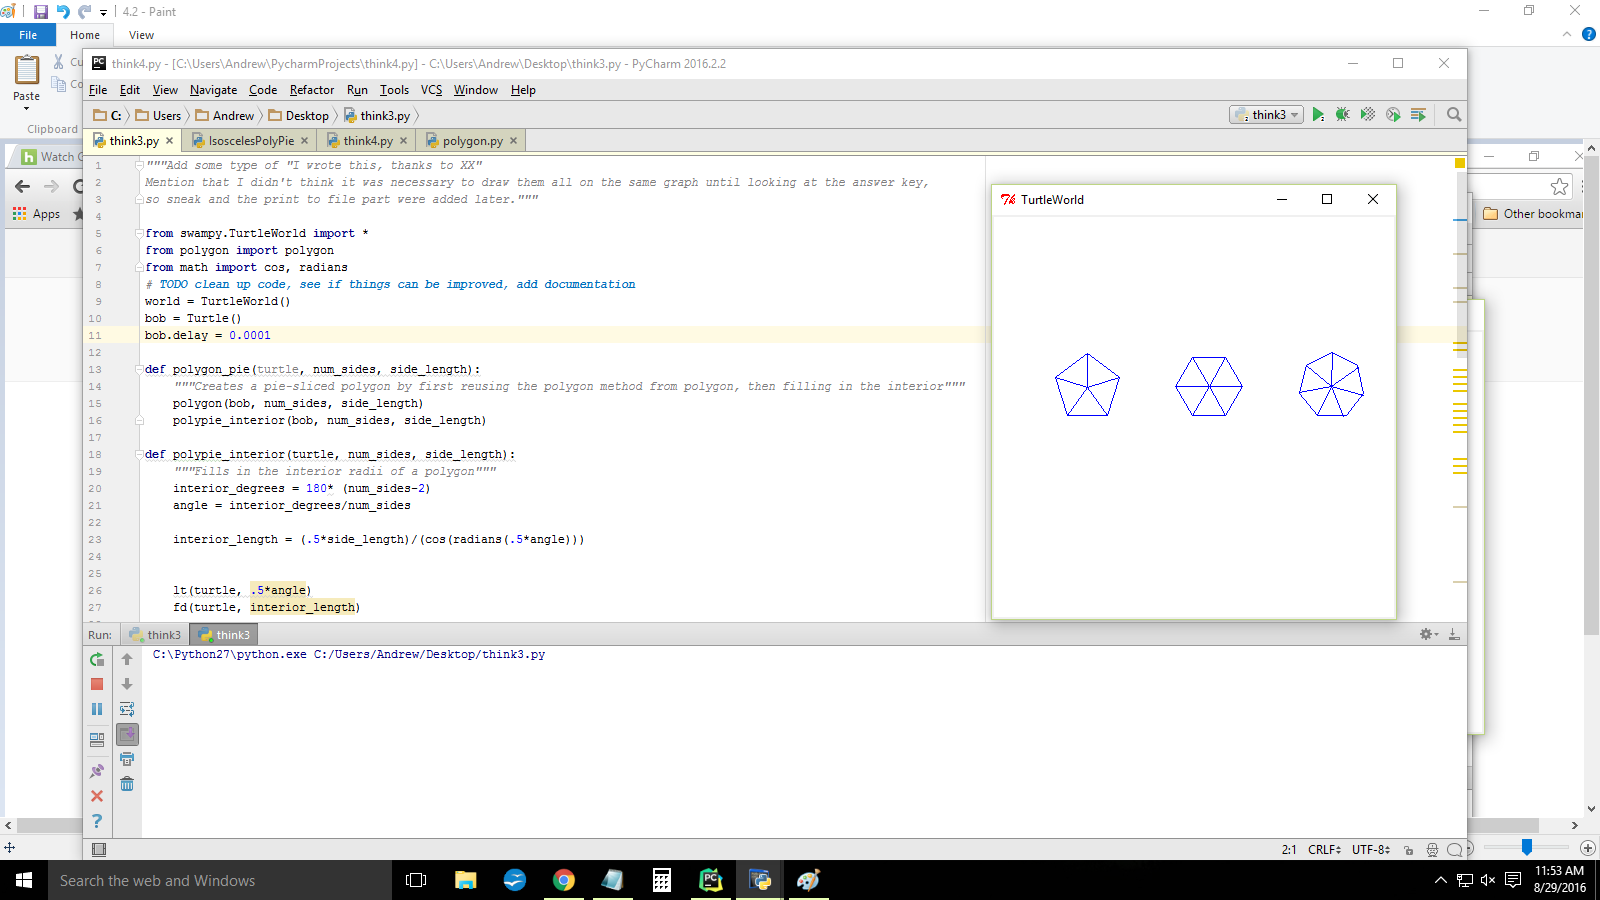 4.2 - Paint
File Home View
Paste
Clipboard
think4.py - [C:\Users\Andrew\PycharmProjects\think4.py] - C:\Users\Andrew\Desktop\think3.py - PyCharm 2016.2.2
File Edit View Navigate Code Refactor Run Tools VCS Window Help
C: Users Andrew Desktop think3.py
think3
think3.py IsoscelesPolyPie think4.py polygon.py
Watch
Apps
Other bookmar
1 """Add some type of "I wrote this, thanks to XX"
2 Mention that I didn't think it was necessary to draw them all on the same graph until looking at the answer key,
3 so sneak and the print to file part were added later."""
4
5 from swampy.TurtleWorld import *
6 from polygon import polygon
7 from math import cos, radians
8 # TODO clean up code, see if things can be improved, add documentation
9 world = TurtleWorld()
10 bob = Turtle()
11 bob.delay = 0.0001
12
13 def polygon_pie(turtle, num_sides, side_length):
14 """Creates a pie-sliced polygon by first reusing the polygon method from polygon, then filling in the interior"""
15 polygon(bob, num_sides, side_length)
16 polypie_interior(bob, num_sides, side_length)
17
18 def polypie_interior(turtle, num_sides, side_length):
19 """Fills in the interior radii of a polygon"""
20 interior_degrees = 180* (num_sides-2)
21 angle = interior_degrees/num_sides
22
23 interior_length = (.5*side_length)/(cos(radians(.5*angle)))
24
25
26 lt(turtle, .5*angle)
27 fd(turtle, interior_length)
TurtleWorld
Run: think3 think3
C:\Python27\python.exe C:/Users/Andrew/Desktop/think3.py
2:1 CRLF UTF-8
Search the web and Windows
11:53 AM
8/29/2016